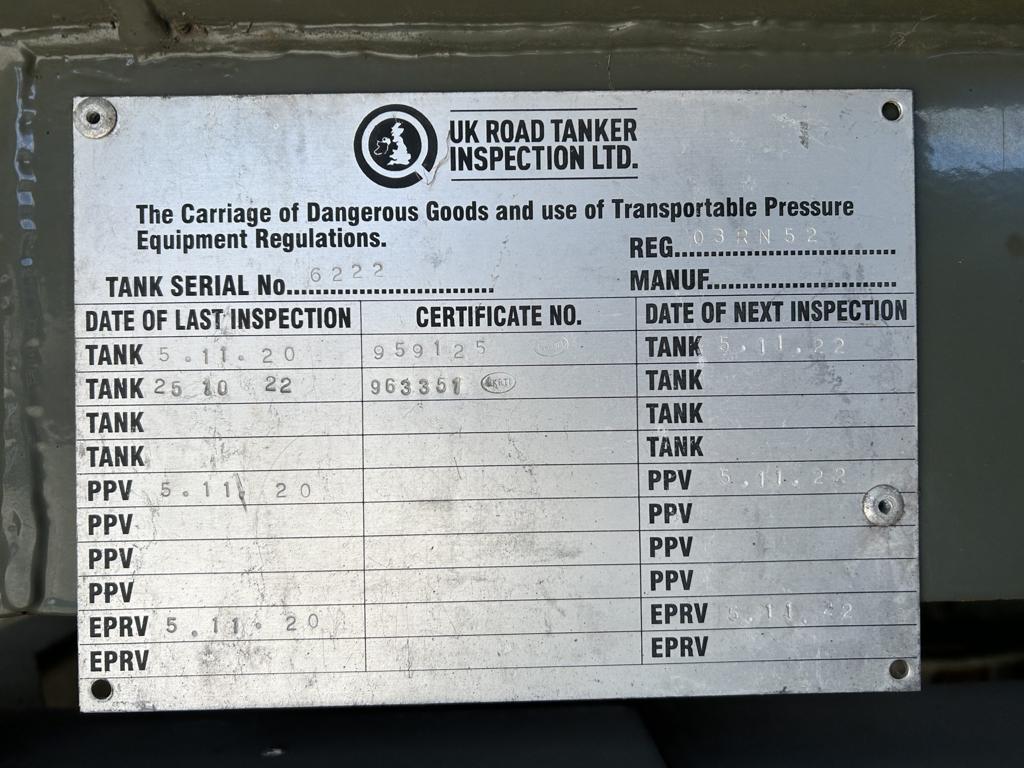 UK ROAD TANKER
INSPECTION LTD.
The Carriage of Dangerous Goods and use of Transportable Pressure
Equipment Regulations.
REG. 03RN52
TANK SERIAL No. 6222
MANUF.
DATE OF LAST INSPECTION CERTIFICATE NO. DATE OF NEXT INSPECTION
TANK 5.11.20 959125 TANK 5.11.22
TANK 25 10 22 963351 TANK
TANK TANK
TANK TANK
PPV 5.11.20 PPV 5.11.22
PPV PPV
PPV PPV
PPV PPV
EPRV 5.11.20 EPRV 5.11.22
EPRV EPRV